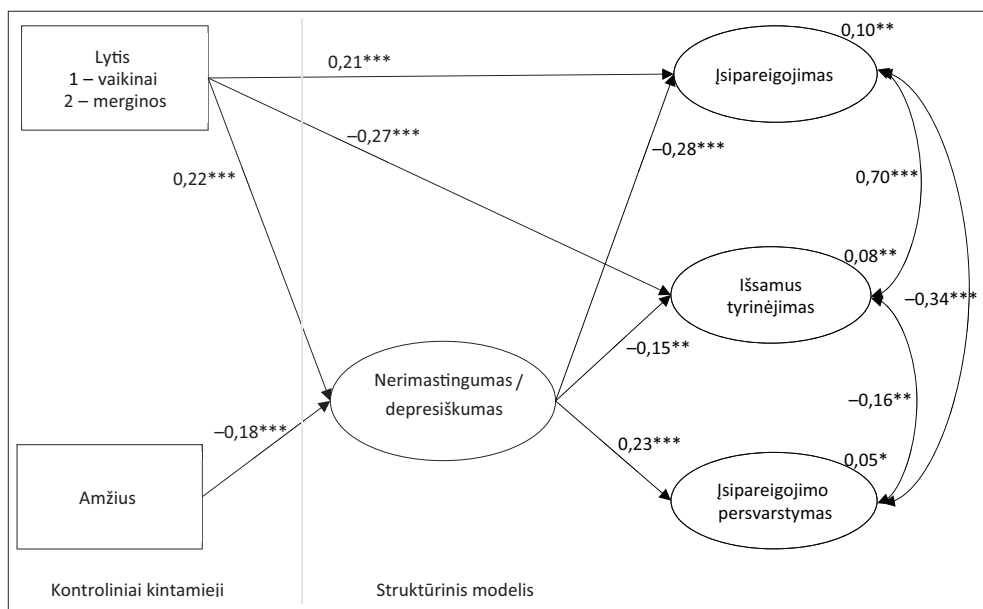 Lytis
1 – vaikinai
2 – merginos
0,21***
–0,27***
0,22***
Įsipareigojimas
0,10**
–0,28***
0,70***
Išsamus
tyrinėjimas
0,08**
–0,34***
–0,15**
Nerimastingumas /
depresiškumas
–0,16**
–0,18***
0,23***
0,05*
Amžius
Įsipareigojimo
persvarstymas
Kontroliniai kintamieji
Struktūrinis modelis